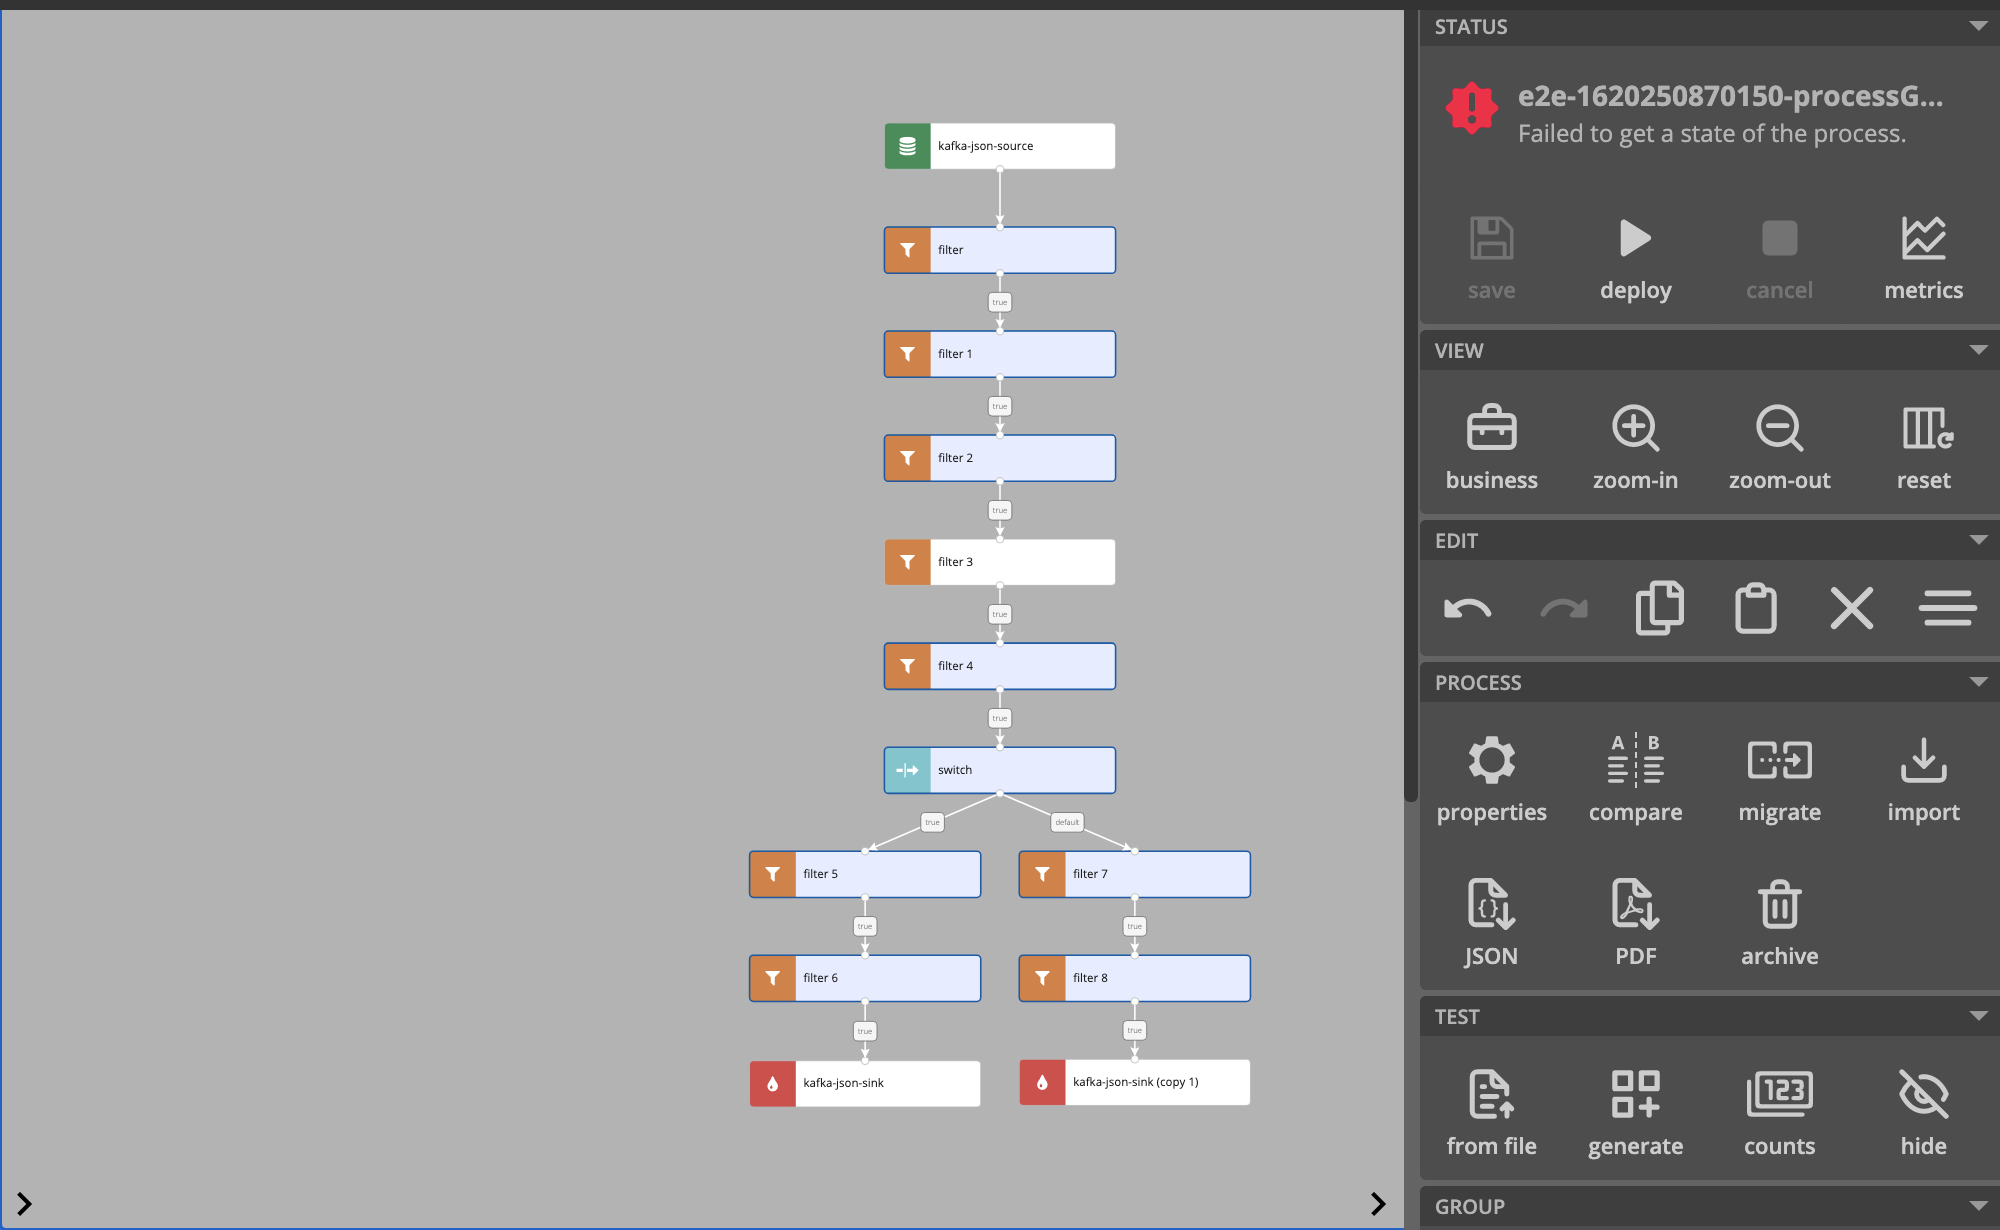 kafka-json-source
filter
true
filter 1
true
filter 2
true
filter 3
true
filter 4
true
switch
true
default
filter 5
filter 7
true
true
filter 6
filter 8
true
true
kafka-json-sink
kafka-json-sink (copy 1)
STATUS
e2e-1620250870150-processG...
Failed to get a state of the process.
save
deploy
cancel
metrics
VIEW
business
zoom-in
zoom-out
reset
EDIT
PROCESS
A
B
properties
compare
migrate
import
{}
JSON
PDF
archive
TEST
123
from file
generate
counts
hide
GROUP